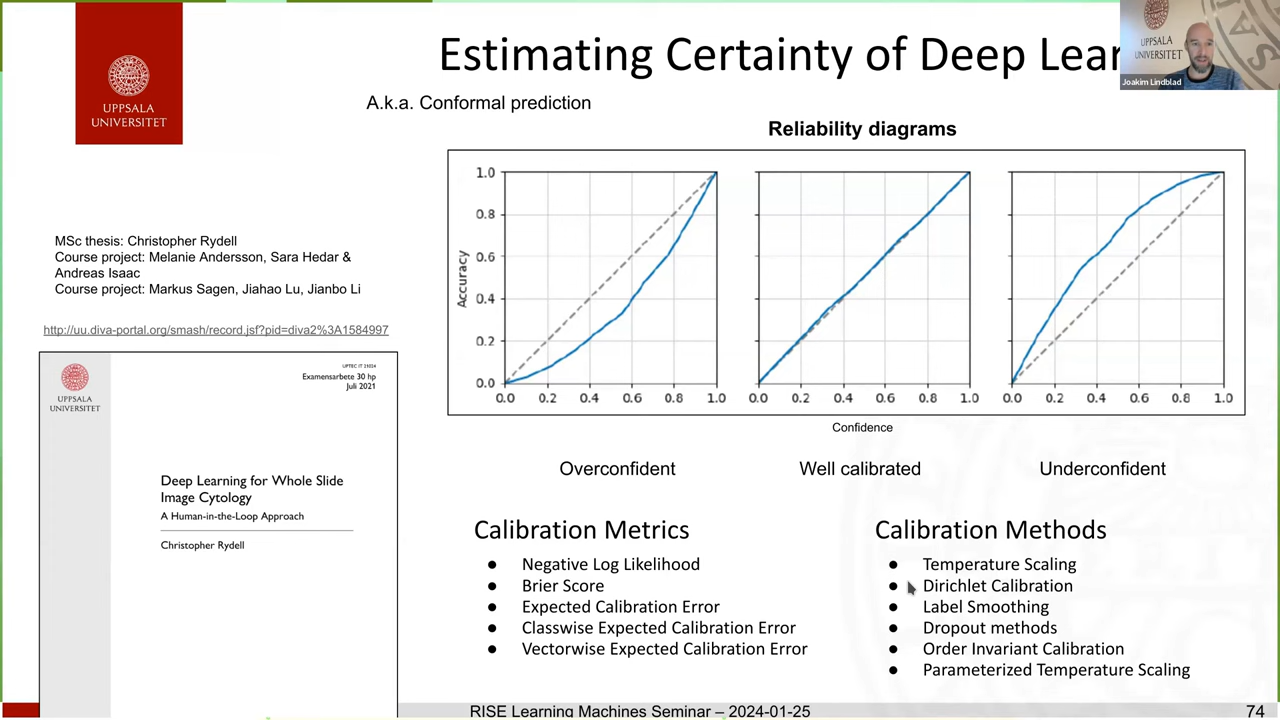 Estimating Certainty of Deep Lear
UPPSALA
UNIVERSITET
Joakim Lindblad
UPPSALA
UNIVERSITET
A.k.a. Conformal prediction
Reliability diagrams
MSc thesis: Christopher Rydell
Course project: Melanie Andersson, Sara Hedar &
Andreas Isaac
Course project: Markus Sagen, Jiahao Lu, Jianbo Li
http://uu.diva-portal.org/smash/record.jsf?pid=diva2%3A1584997
UPTEC IT 21024
Examensarbete 30 hp
Juli 2021
UPPSALA
UNIVERSITET
Deep Learning for Whole Slide
Image Cytology
A Human-in-the-Loop Approach
Christopher Rydell
Accuracy
1.0
0.8
0.6
0.4
0.2
0.0
0.0 0.2 0.4 0.6 0.8 1.0
0.0 0.2 0.4 0.6 0.8 1.0
0.0 0.2 0.4 0.6 0.8 1.0
Confidence
Overconfident
Well calibrated
Underconfident
Calibration Metrics
● Negative Log Likelihood
● Brier Score
● Expected Calibration Error
● Classwise Expected Calibration Error
● Vectorwise Expected Calibration Error
Calibration Methods
● Temperature Scaling
● Dirichlet Calibration
● Label Smoothing
● Dropout methods
● Order Invariant Calibration
● Parameterized Temperature Scaling
RISE Learning Machines Seminar – 2024-01-25
74